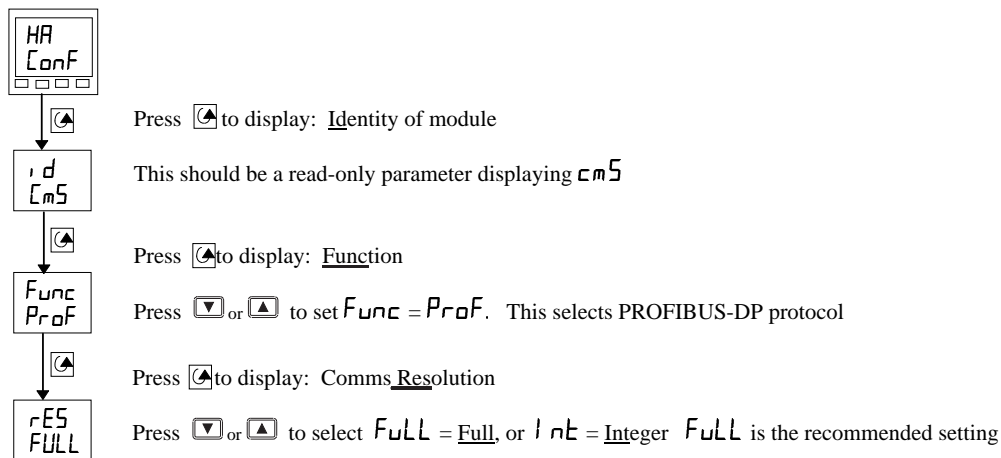 HA
ConF
Press to display: Identity of module
id
CmS
This should be a read-only parameter displaying cmS
Press to display: Function
Func
ProF
Press or to set Func = ProF. This selects PROFIBUS-DP protocol
Press to display: Comms Resolution
rES
FULL
Press or to select FuLL = Full, or Int = Integer FuLL is the recommended setting